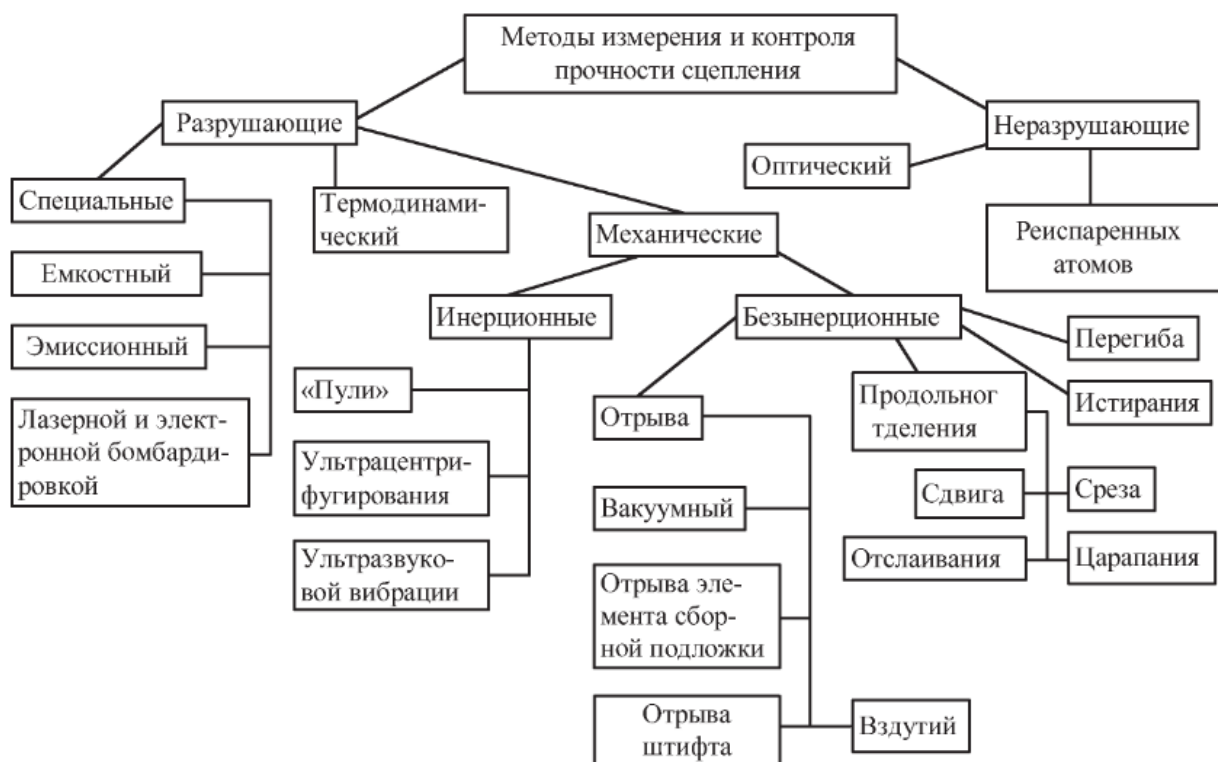 Методы измерения и контроля
прочности сцепления
Разрушающие
Неразрушающие
Оптический
Специальные
Термодинами-
ческий
Механические
Реиспаренных
атомов
Емкостный
Инерционные
Безынерционные
Перегиба
Эмиссионный
«Пули»
Отрыва
Продольног
тделения
Истирания
Лазерной и элект-
ронной бомбарди-
ровкой
Ультрацентри-
фугирования
Вакуумный
Сдвига
Среза
Ультразвуко-
вой вибрации
Отслаивания
Царапания
Отрыва эле-
мента сбор-
ной подложки
Отрыва
штифта
Вздутий